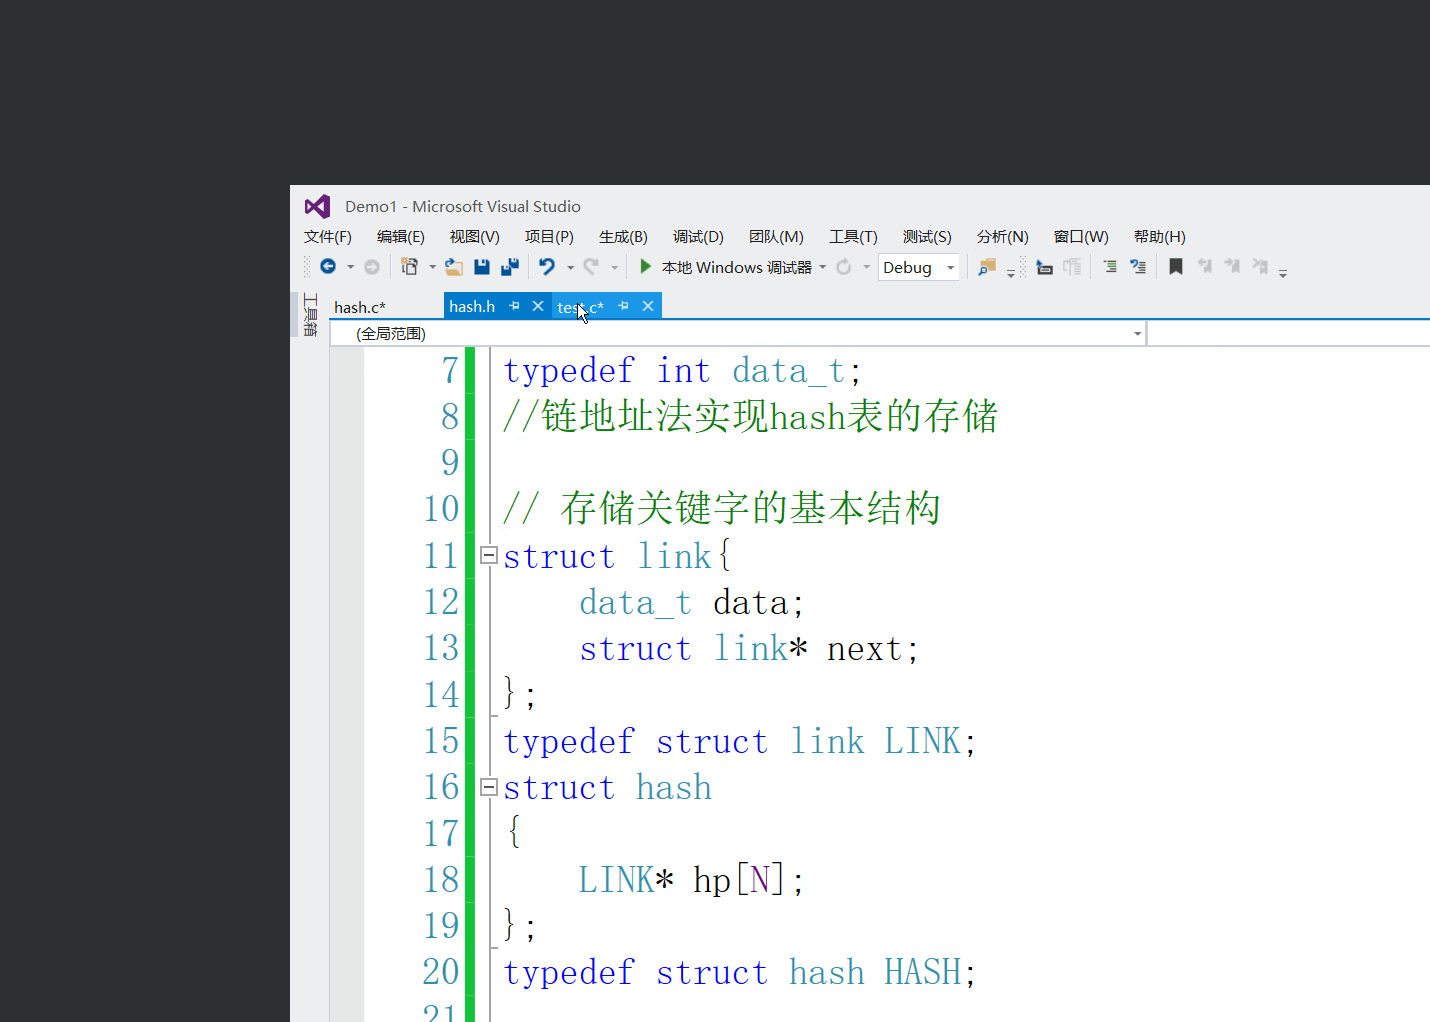 Demo1 - Microsoft Visual Studio
文件(F) 编辑(E) 视图(V) 项目(P) 生成(B) 调试(D) 团队(M) 工具(T) 测试(S) 分析(N) 窗口(W) 帮助(H)
本地 Windows 调试器 Debug
工具箱
hash.c* hash.h test.c*
(全局范围)
7 typedef int data_t;
8 //链地址法实现hash表的存储
9
10 // 存储关键字的基本结构
11 struct link{
12 data_t data;
13 struct link* next;
14 };
15 typedef struct link LINK;
16 struct hash
17 {
18 LINK* hp[N];
19 };
20 typedef struct hash HASH;
21